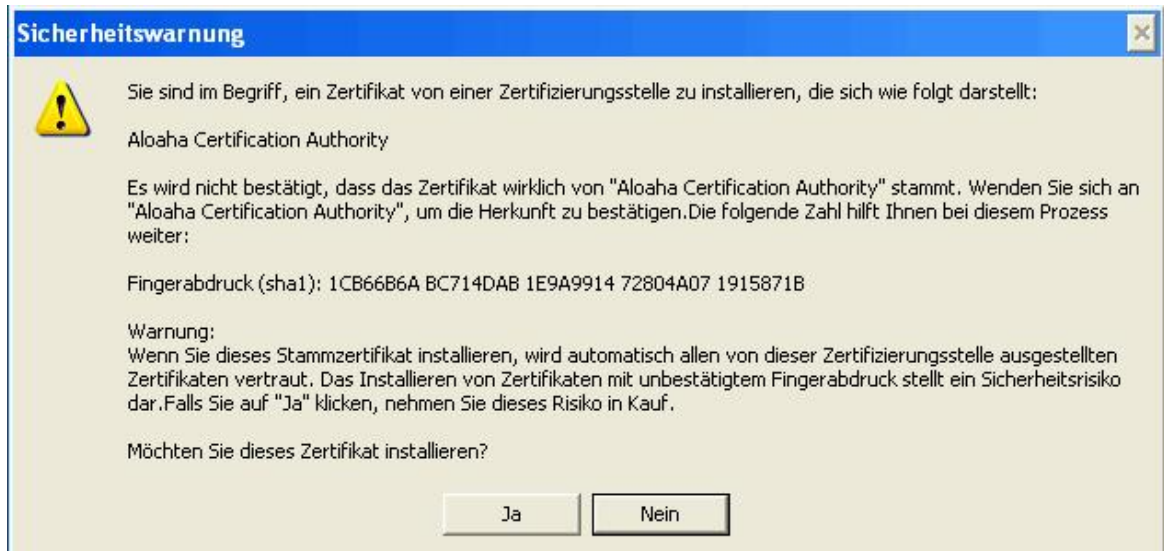 Sicherheitswarnung
Sie sind im Begriff, ein Zertifikat von einer Zertifizierungsstelle zu installieren, die sich wie folgt darstellt:
Aloaha Certification Authority
Es wird nicht bestätigt, dass das Zertifikat wirklich von "Aloaha Certification Authority" stammt. Wenden Sie sich an
"Aloaha Certification Authority", um die Herkunft zu bestätigen.Die folgende Zahl hilft Ihnen bei diesem Prozess
weiter:
Fingerabdruck (sha1): 1CB66B6A BC714DAB 1E9A9914 72804A07 1915871B
Warnung:
Wenn Sie dieses Stammzertifikat installieren, wird automatisch allen von dieser Zertifizierungsstelle ausgestellten
Zertifikaten vertraut. Das Installieren von Zertifikaten mit unbestätigtem Fingerabdruck stellt ein Sicherheitsrisiko
dar.Falls Sie auf "Ja" klicken, nehmen Sie dieses Risiko in Kauf.
Möchten Sie dieses Zertifikat installieren?
Ja Nein